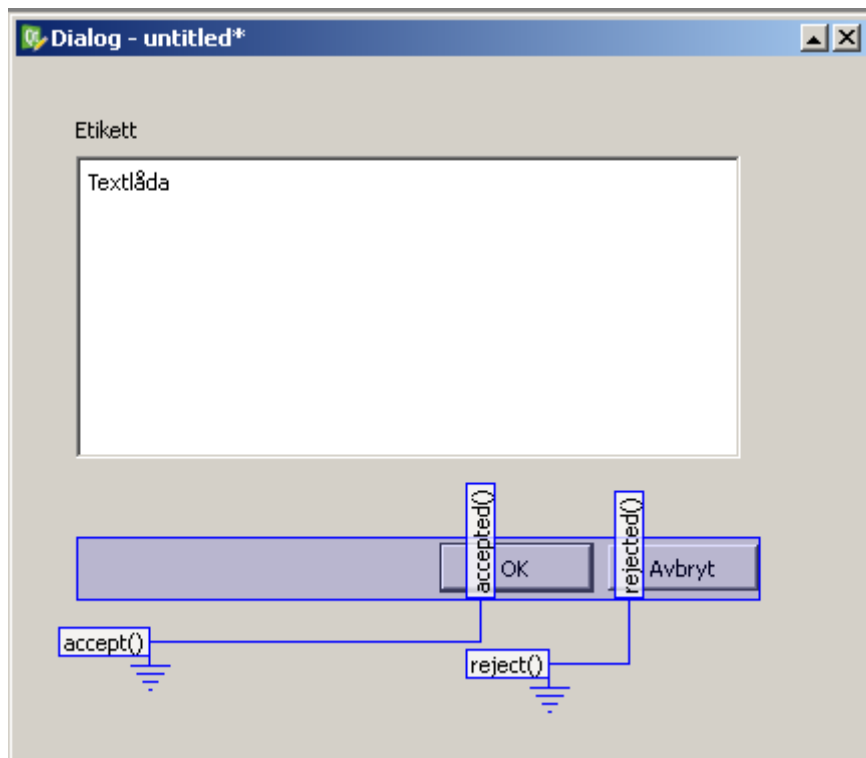 Dialog - untitled*
Etikett
Textlåda
accepted()
rejected()
OK
Avbryt
accept()
reject()